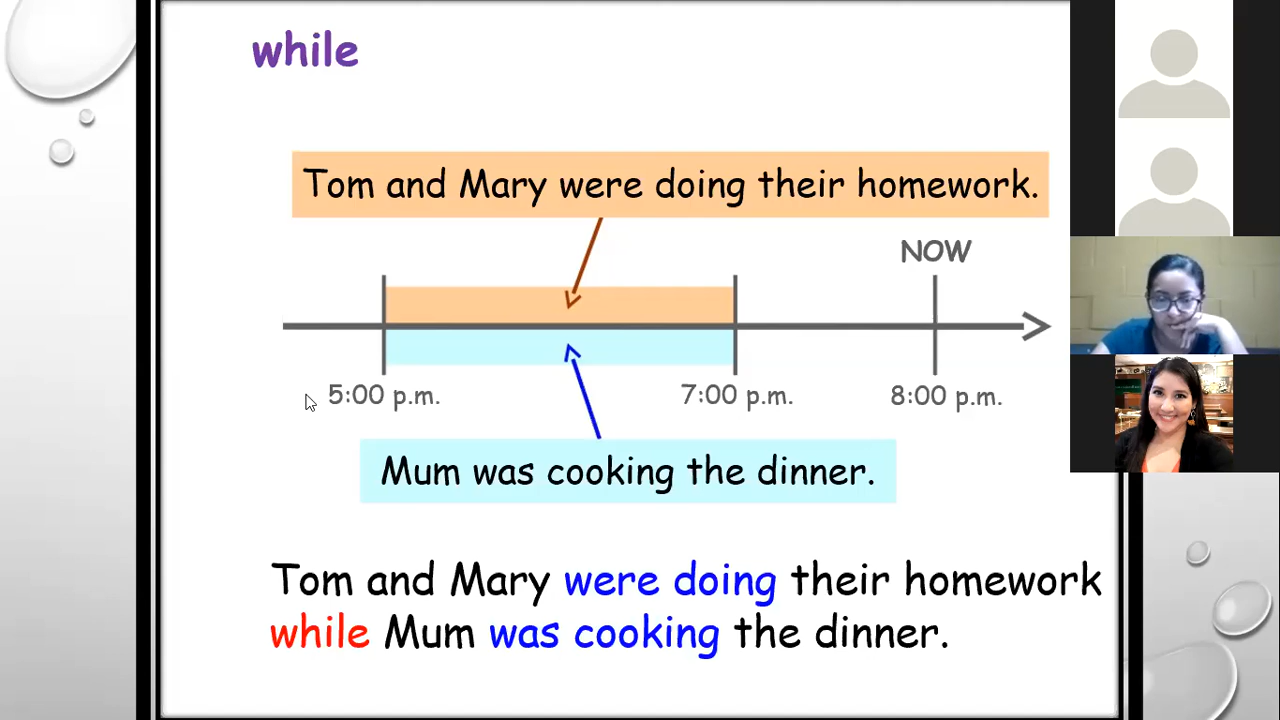 while
Tom and Mary were doing their homework.
NOW
5:00 p.m.
7:00 p.m.
8:00 p.m.
Mum was cooking the dinner.
Tom and Mary were doing their homework
while Mum was cooking the dinner.